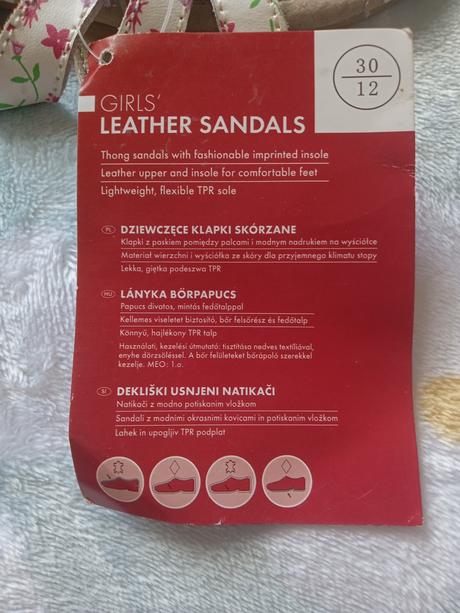 30
12
GIRLS'
LEATHER SANDALS
Thong sandals with fashionable imprinted insole
Leather upper and insole for comfortable feet
Lightweight, flexible TPR sole
PL DZIEWCZĘCE KLAPKI SKÓRZANE
Klapki z paskiem pomiędzy palcami i modnym nadrukiem na wyściółce
Materiał wierzchni i wyściółka ze skóry dla przyjemnego klimatu stopy
Lekka, giętka podeszwa TPR
HU LÁNYKA BŐRPAPUCS
Papucs divatos, mintás fedőtalppal
Kellemes viseletet biztosító, bőr felsőrész és fedőtalp
Könnyű, hajlékony TPR talp
Használati, kezelési útmutató: tisztítása nedves textíliával,
enyhe dörzsöléssel. A bőr felületeket bőrápoló szerekkel
kezelje. MEO: 1.o.
SI DEKLIŠKI USNJENI NATIKAČI
Natikači z modno potiskanim vložkom
Sandali z modnimi okrasnimi kovicami in potiskanim vložkom
Lahek in upogljiv TPR podplat